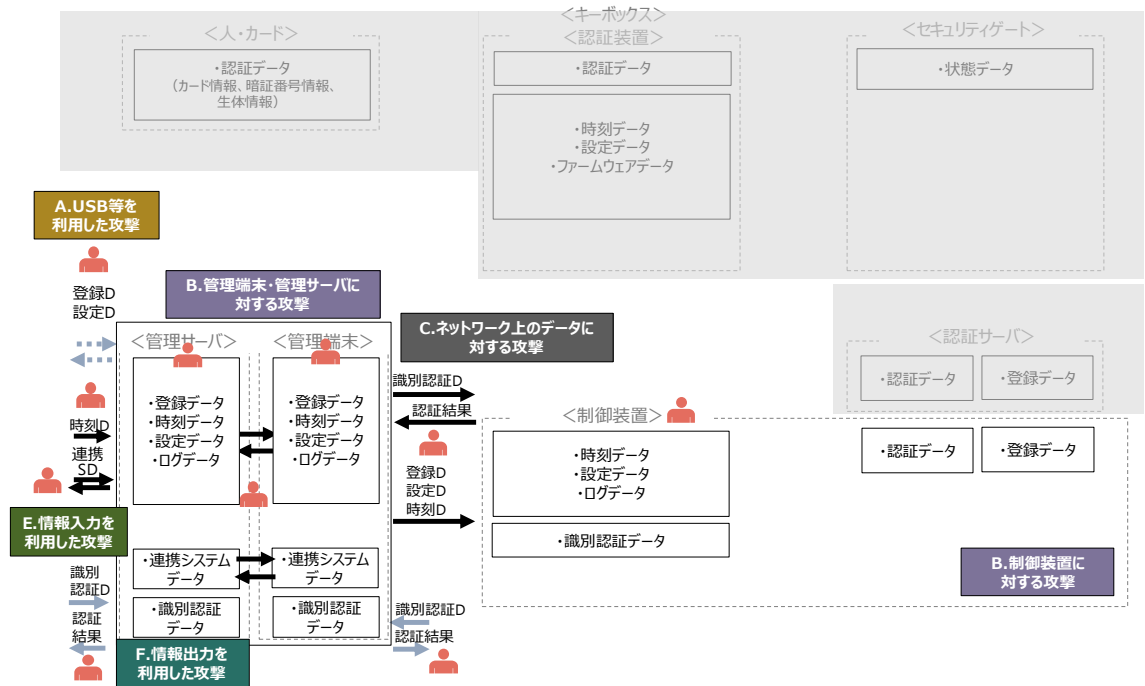 ＜人・カード＞
・認証データ
(カード情報、暗証番号情報、
生体情報）
＜キーボックス＞
＜認証装置＞
・認証データ
・時刻データ
・設定データ
・ファームウェアデータ
＜セキュリティゲート＞
・状態データ
A.USB等を
利用した攻撃
登録D
設定D
B.管理端末・管理サーバに
対する攻撃
＜管理サーバ＞
＜管理端末＞
・登録データ
・時刻データ
・設定データ
・ログデータ
・登録データ
・時刻データ
・設定データ
・ログデータ
時刻D
連携
SD
C.ネットワーク上のデータに
対する攻撃
識別認証D
認証結果
登録D
設定D
時刻D
＜制御装置＞
・時刻データ
・設定データ
・ログデータ
・識別認証データ
＜認証サーバ＞
・認証データ
・登録データ
・認証データ
・登録データ
B.制御装置に
対する攻撃
E.情報入力を
利用した攻撃
・連携システム
データ
・連携システム
データ
識別
認証D
認証
結果
・識別認証
データ
・識別認証
データ
識別認証D
認証結果
F.情報出力を
利用した攻撃